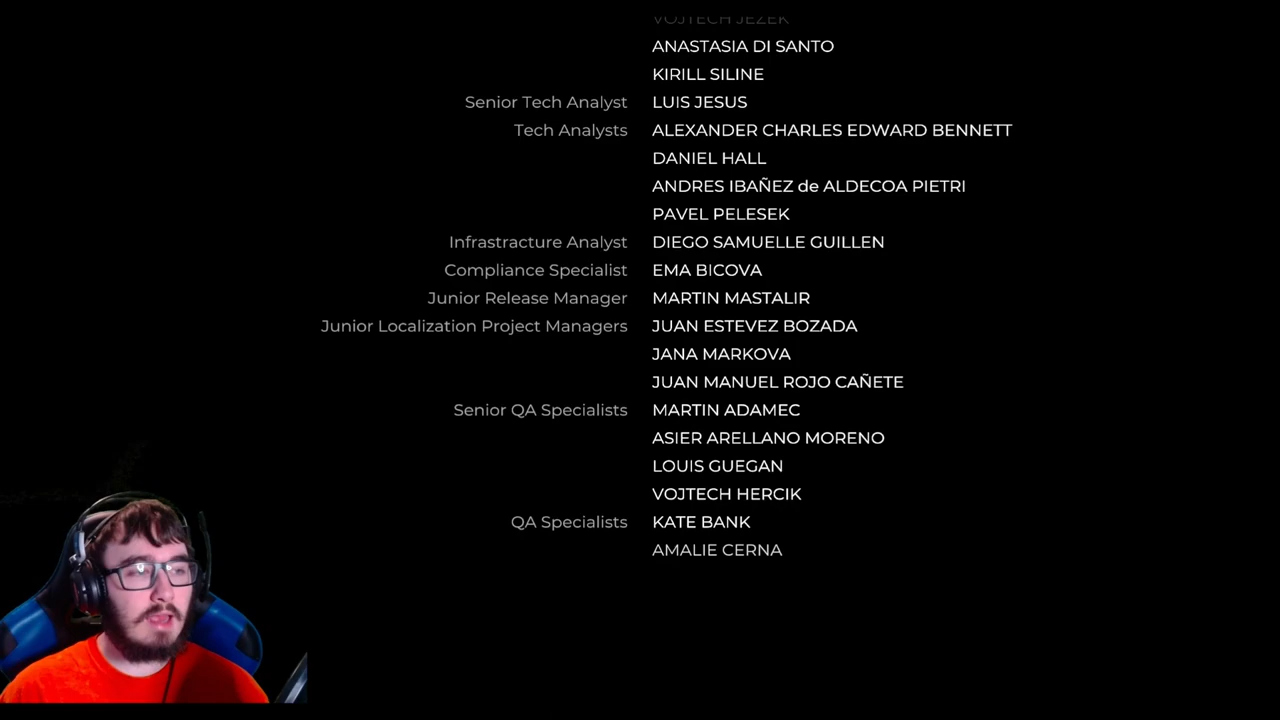 VOJTECH JEZEK
ANASTASIA DI SANTO
KIRILL SILINE
Senior Tech Analyst LUIS JESUS
Tech Analysts ALEXANDER CHARLES EDWARD BENNETT
DANIEL HALL
ANDRES IBAÑEZ de ALDECOA PIETRI
PAVEL PELESEK
Infrastracture Analyst DIEGO SAMUELLE GUILLEN
Compliance Specialist EMA BICOVA
Junior Release Manager MARTIN MASTALIR
Junior Localization Project Managers JUAN ESTEVEZ BOZADA
JANA MARKOVA
JUAN MANUEL ROJO CAÑETE
Senior QA Specialists MARTIN ADAMEC
ASIER ARELLANO MORENO
LOUIS GUEGAN
VOJTECH HERCIK
QA Specialists KATE BANK
AMALIE CERNA